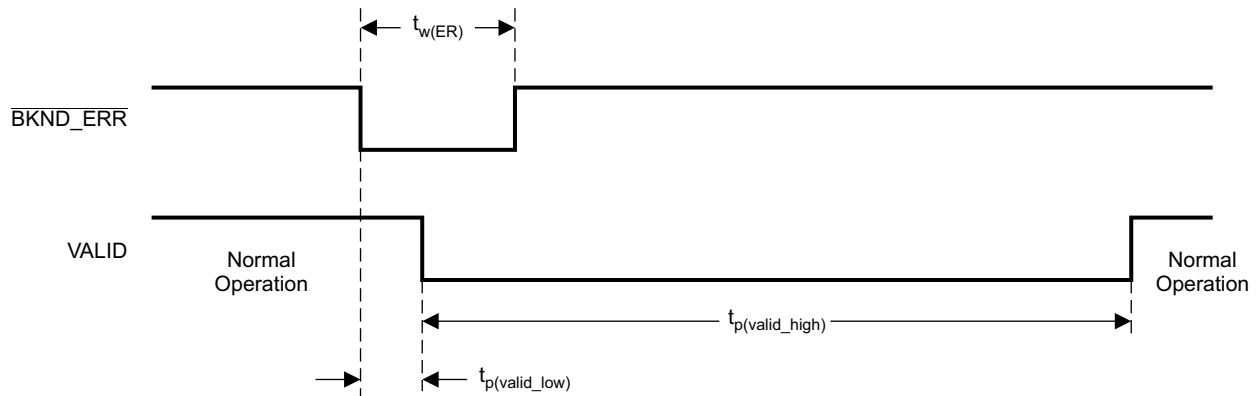 t_w(ER)
BKND_ERR
VALID
Normal
Operation
Normal
Operation
t_p(valid_high)
t_p(valid_low)